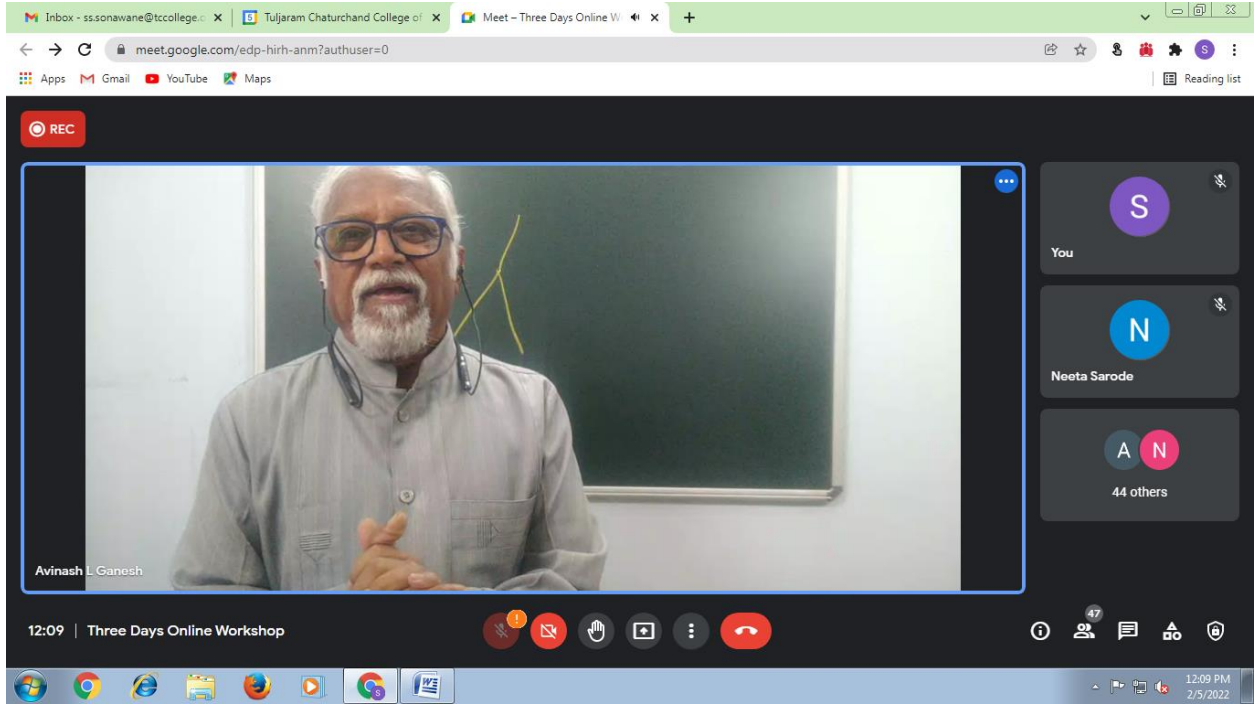 Inbox - ss.sonawane@tccollege.c
5 Tuljaram Chaturchand College of
Meet – Three Days Online W
meet.google.com/edp-hirh-anm?authuser=0
S
Apps Gmail YouTube Maps
Reading list
REC
S
You
N
Neeta Sarode
A N
44 others
Avinash L Ganesh
12:09 | Three Days Online Workshop
47
12:09 PM
2/5/2022